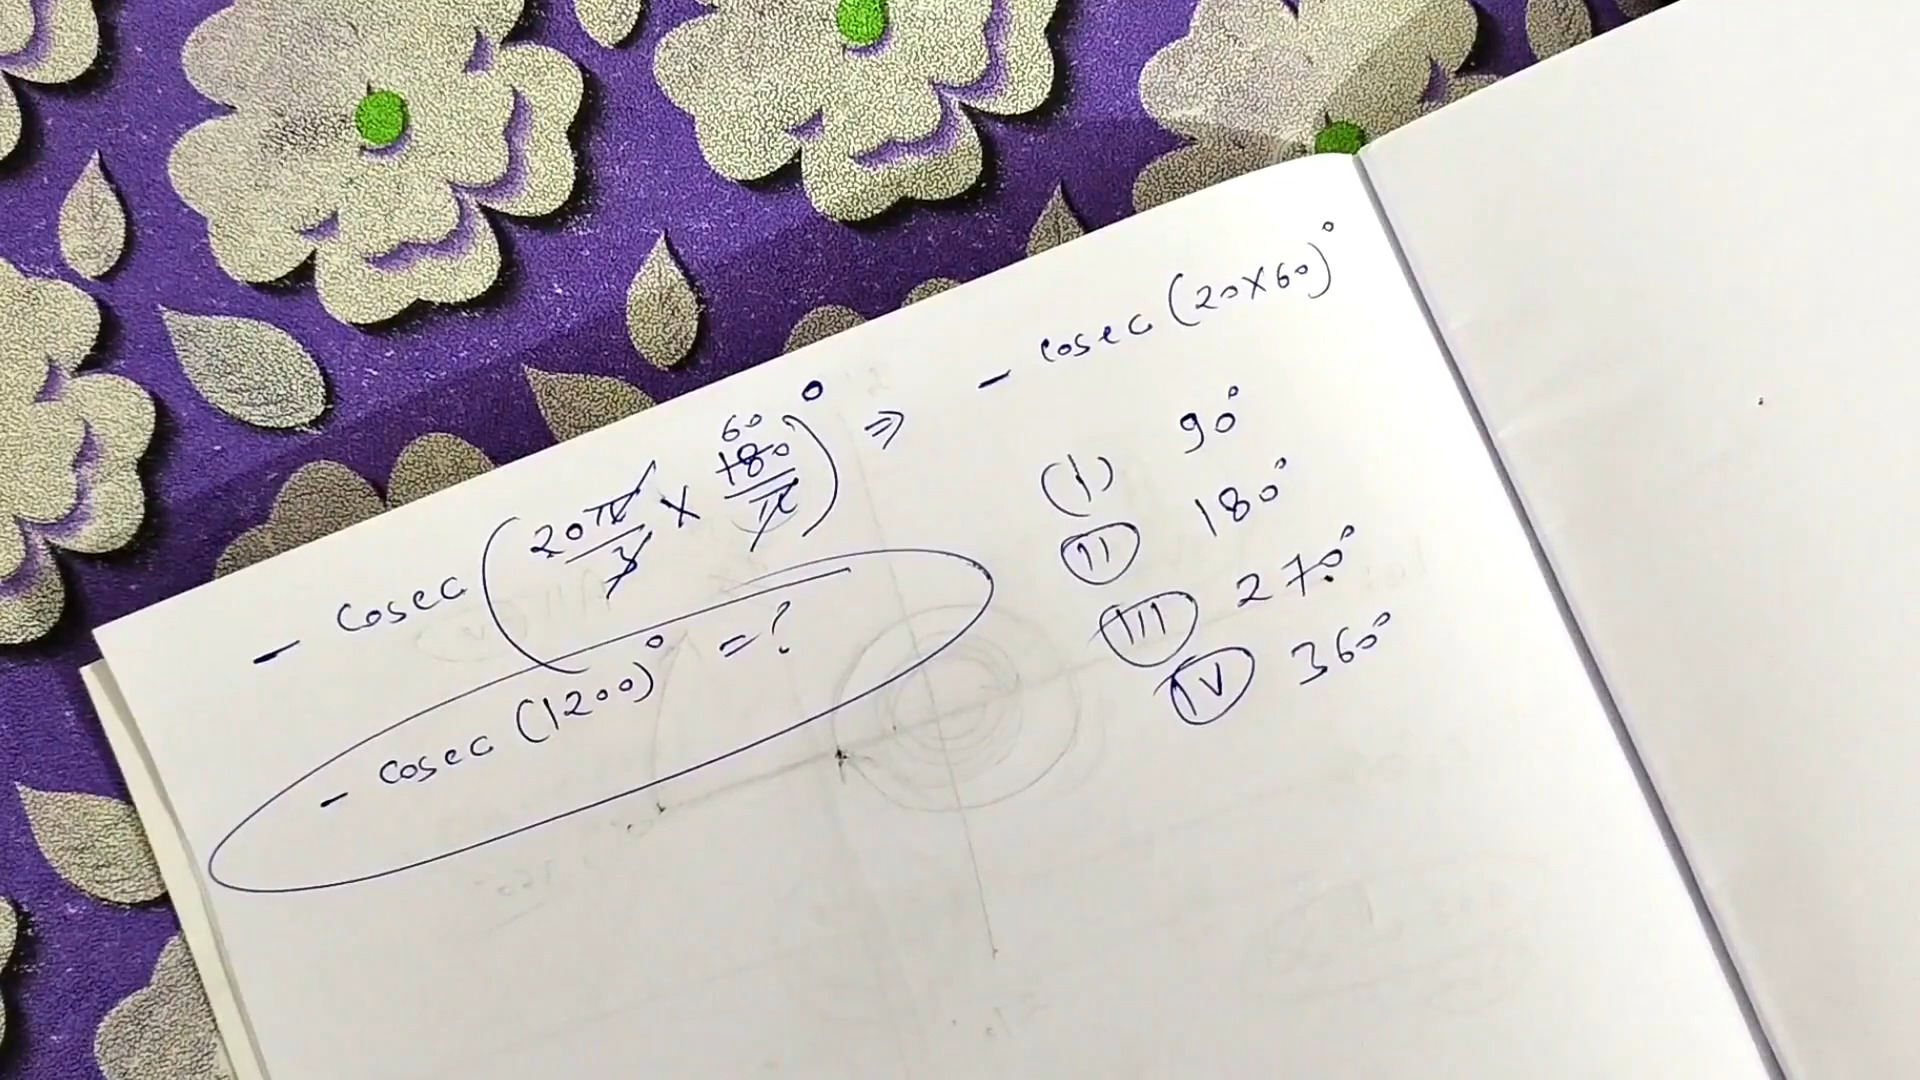 - cosec (20π/3 × 180/π)° 60 ⇒ - cosec (20×60)°
- cosec (1200)° = ?
(I) 90°
(II) 180°
(III) 270°
(IV) 360°